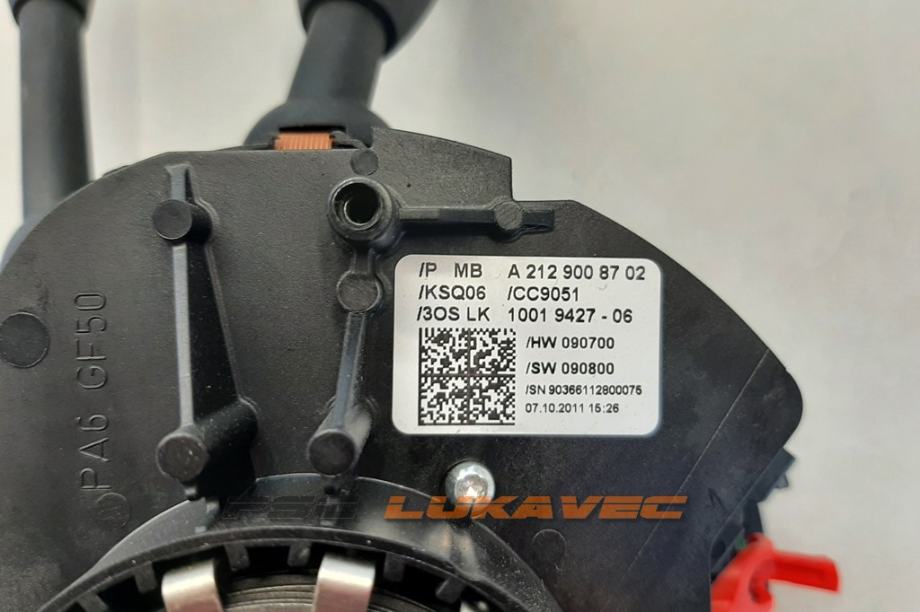 /P MB A 212 900 87 02
/KSQ06 /CC9051
/3OS LK 1001 9427 - 06
/HW 090700
/SW 090800
/SN 90366112800075
07.10.2011 15:26
PA6 GF50
LUKAVEC